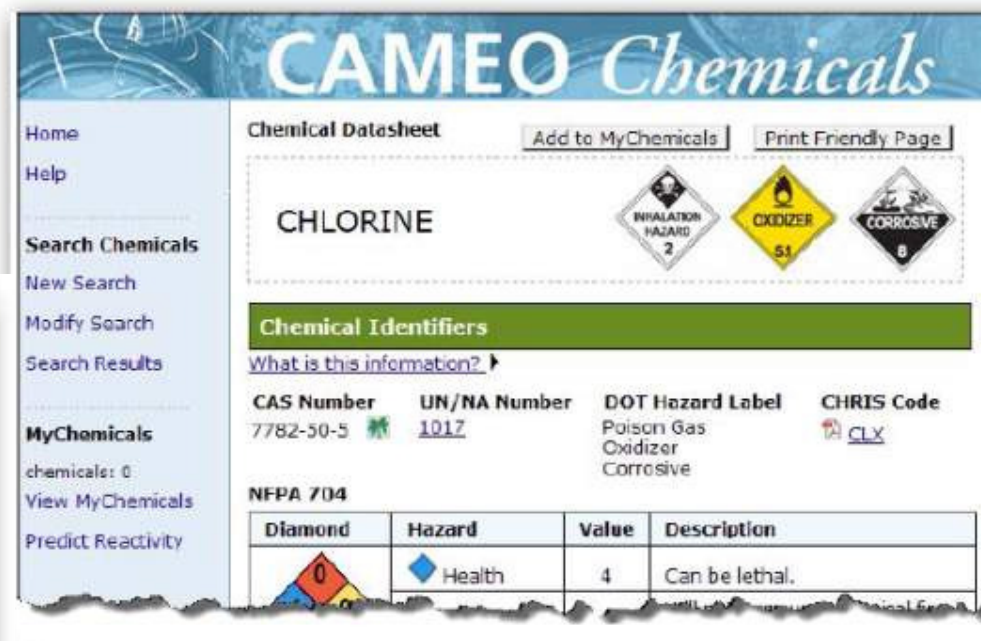 CAMEO Chemicals
Home
Help
Search Chemicals
New Search
Modify Search
Search Results
MyChemicals
chemicals: 0
View MyChemicals
Predict Reactivity
Chemical Datasheet
Add to MyChemicals
Print Friendly Page
CHLORINE
INHALATION
HAZARD
2
OXIDIZER
5.1
CORROSIVE
8
Chemical Identifiers
What is this information?
CAS Number UN/NA Number DOT Hazard Label CHRIS Code
7782-50-5 1017 Poison Gas CLX
Oxidizer
Corrosive
NFPA 704
Diamond Hazard Value Description
0 Health 4 Can be lethal.